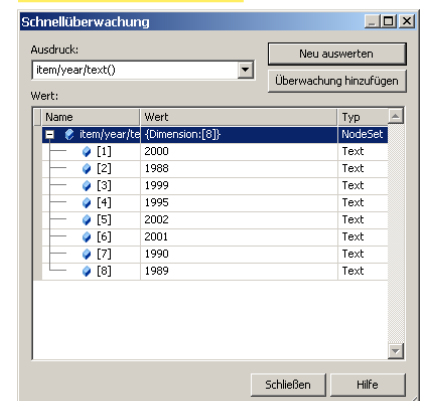 Schnellüberwachung
Ausdruck:
Neu auswerten
item/year/text()
Überwachung hinzufügen
Wert:
Name Wert Typ
item/year/te {Dimension:[8]} NodeSet
[1] 2000 Text
[2] 1988 Text
[3] 1999 Text
[4] 1995 Text
[5] 2002 Text
[6] 2001 Text
[7] 1990 Text
[8] 1989 Text
Schließen Hilfe